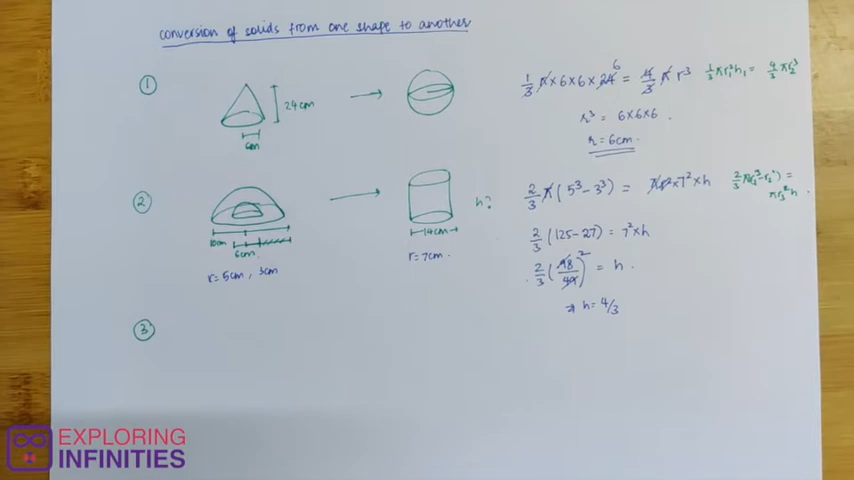 conversion of solids from one shape to another
①
24cm
6cm
1/3 π × 6 × 6 × 24 6 = 4/3 π r³
1/3 πr₁²h₁ = 4/3 πr₂³
r³ = 6×6×6
r = 6cm.
②
10cm
6cm
r = 5cm, 3cm
14cm
r = 7cm.
h?
2/3 π (5³ - 3³) = × 7² × h
2/3 π(r₁³ - r₂³) =
πr₃²h
2/3 (125 - 27) = 7² × h
2/3 (98/49)² = h
⇒ h = 4/3
③
EXPLORING
INFINITIES